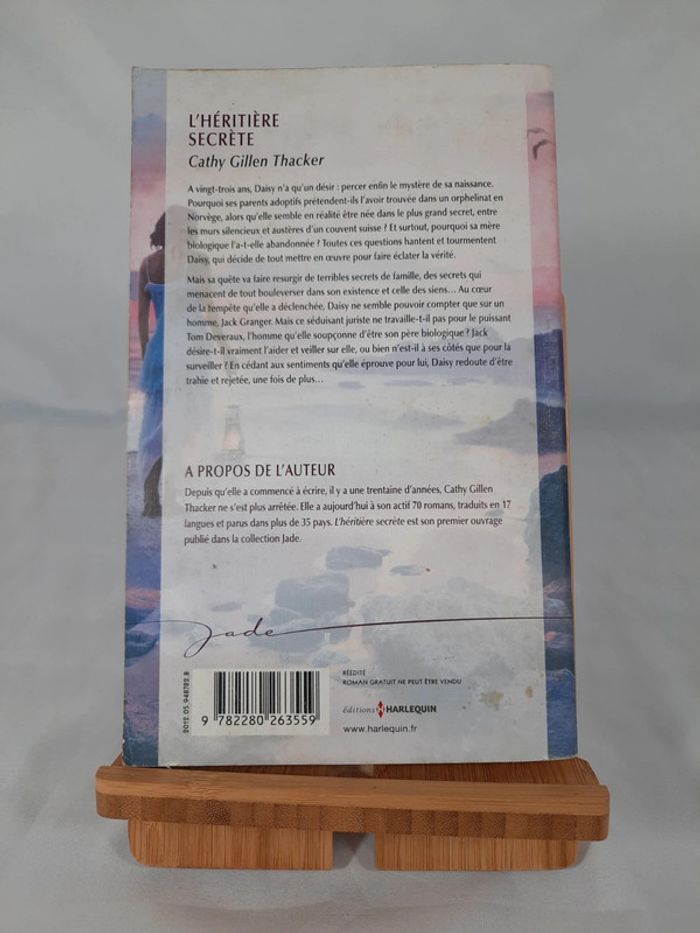 L'HÉRITIÈRE
SECRÈTE
Cathy Gillen Thacker
A vingt-trois ans, Daisy n'a qu'un désir : percer enfin le mystère de sa naissance.
Pourquoi ses parents adoptifs prétendent-ils l'avoir trouvée dans un orphelinat en
Norvège, alors qu'elle semble en réalité être née dans le plus grand secret, entre
les murs silencieux et austères d'un couvent suisse ? Et surtout, pourquoi sa mère
biologique l'a-t-elle abandonnée ? Toutes ces questions hantent et tourmentent
Daisy, qui décide de tout mettre en œuvre pour faire éclater la vérité.
Mais sa quête va faire resurgir de terribles secrets de famille, des secrets qui
menacent de tout bouleverser dans son existence et celle des siens... Au cœur
de la tempête qu'elle a déclenchée, Daisy ne semble pouvoir compter que sur un
homme, Jack Granger. Mais ce séduisant juriste ne travaille-t-il pas pour le puissant
Tom Deveraux, l'homme qu'elle soupçonne d'être son père biologique ? Jack
désire-t-il vraiment l'aider et veiller sur elle, ou bien n'est-il à ses côtés que pour la
surveiller ? En cédant aux sentiments qu'elle éprouve pour lui, Daisy redoute d'être
trahie et rejetée, une fois de plus...
A PROPOS DE L'AUTEUR
Depuis qu'elle a commencé à écrire, il y a une trentaine d'années, Cathy Gillen
Thacker ne s'est plus arrêtée. Elle a aujourd'hui à son actif 70 romans, traduits en 17
langues et parus dans plus de 35 pays. L'héritière secrète est son premier ouvrage
publié dans la collection Jade.
Jade
2012.05.948782.8
9 782280 263559
RÉÉDITÉ
ROMAN GRATUIT NE PEUT ÊTRE VENDU
éditions HARLEQUIN
www.harlequin.fr